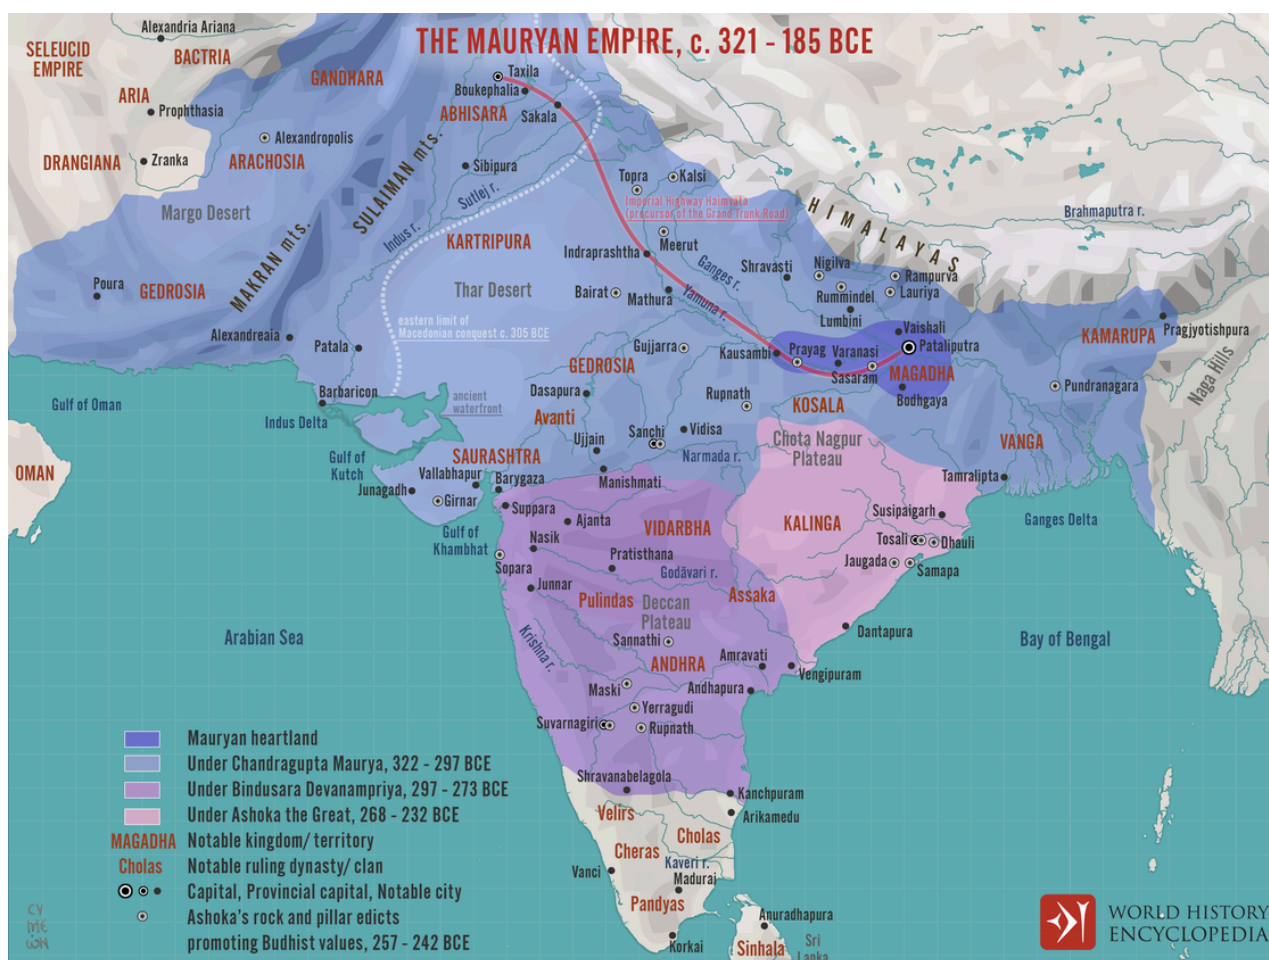 THE MAURYAN EMPIRE, c. 321 - 185 BCE
Alexandria Ariana
SELEUCID
EMPIRE
BACTRIA
GANDHARA
Taxila
Boukephalia
ARIA
Prophthasia
ABHISARA
Sakala
Alexandropolis
DRANGIANA
Zranka
ARACHOSIA
SULAIMAN mts.
Sibipura
Topra
Kalsi
Sutlej r.
Imperial Highway Haimvata
(precursor of the Grand Trunk Road)
HIMALAYAS
Brahmaputra r.
Margo Desert
Indus r.
KARTRIPURA
Meerut
Indraprashtha
MAKRAN mts.
Ganges r.
Shravasti
Nigilva
Rampurva
Poura
GEDROSIA
Thar Desert
Bairat
Mathura
Yamuna r.
Rummindel
Lauriya
Lumbini
eastern limit of
Macedonian conquest c. 305 BCE
Alexandreaia
Patala
Vaishali
KAMARUPA
Pragjyotishpura
Gujjarra
Kausambi
Prayag
Varanasi
Pataliputra
GEDROSIA
Sasaram
MAGADHA
Naga Hills
Barbaricon
Dasapura
Rupnath
Bodhgaya
Pundranagara
Gulf of Oman
ancient
waterfront
KOSALA
Indus Delta
Avanti
Ujjain
Sanchi
Vidisa
Chota Nagpur
Plateau
VANGA
OMAN
Gulf of
Kutch
SAURASHTRA
Narmada r.
Vallabhapur
Barygaza
Manishmati
Tamralipta
Junagadh
Girnar
Suppara
Ajanta
VIDARBHA
KALINGA
Susipaigarh
Ganges Delta
Gulf of
Khambhat
Nasik
Tosali
Dhauli
Pratisthana
Sopara
Godāvari r.
Jaugada
Samapa
Junnar
Pulindas
Deccan
Plateau
Assaka
Arabian Sea
Krishna r.
Sannathi
Dantapura
Bay of Bengal
Amravati
ANDHRA
Vengipuram
Maski
Andhapura
Yerragudi
Suvarnagiri
Rupnath
Shravanabelagola
Kanchpuram
Velirs
Arikamedu
Cholas
Cheras
Kaveri r.
Vanci
Madurai
Pandyas
Anuradhapura
Korkai
Sinhala
Sri
Lanka
Mauryan heartland
Under Chandragupta Maurya, 322 - 297 BCE
Under Bindusara Devanampriya, 297 - 273 BCE
Under Ashoka the Great, 268 - 232 BCE
MAGADHA Notable kingdom/ territory
Cholas Notable ruling dynasty/ clan
Capital, Provincial capital, Notable city
Ashoka's rock and pillar edicts
promoting Budhist values, 257 - 242 BCE
CY
ME
ŪN
WORLD HISTORY
ENCYCLOPEDIA